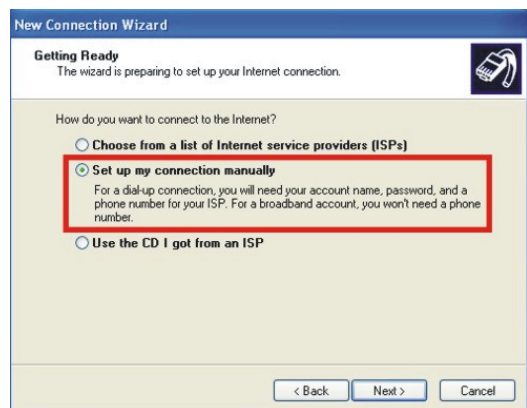 New Connection Wizard
Getting Ready
The wizard is preparing to set up your Internet connection.
How do you want to connect to the Internet?
Choose from a list of Internet service providers (ISPs)
Set up my connection manually
For a dial-up connection, you will need your account name, password, and a
phone number for your ISP. For a broadband account, you won't need a phone
number.
Use the CD I got from an ISP
< Back Next > Cancel